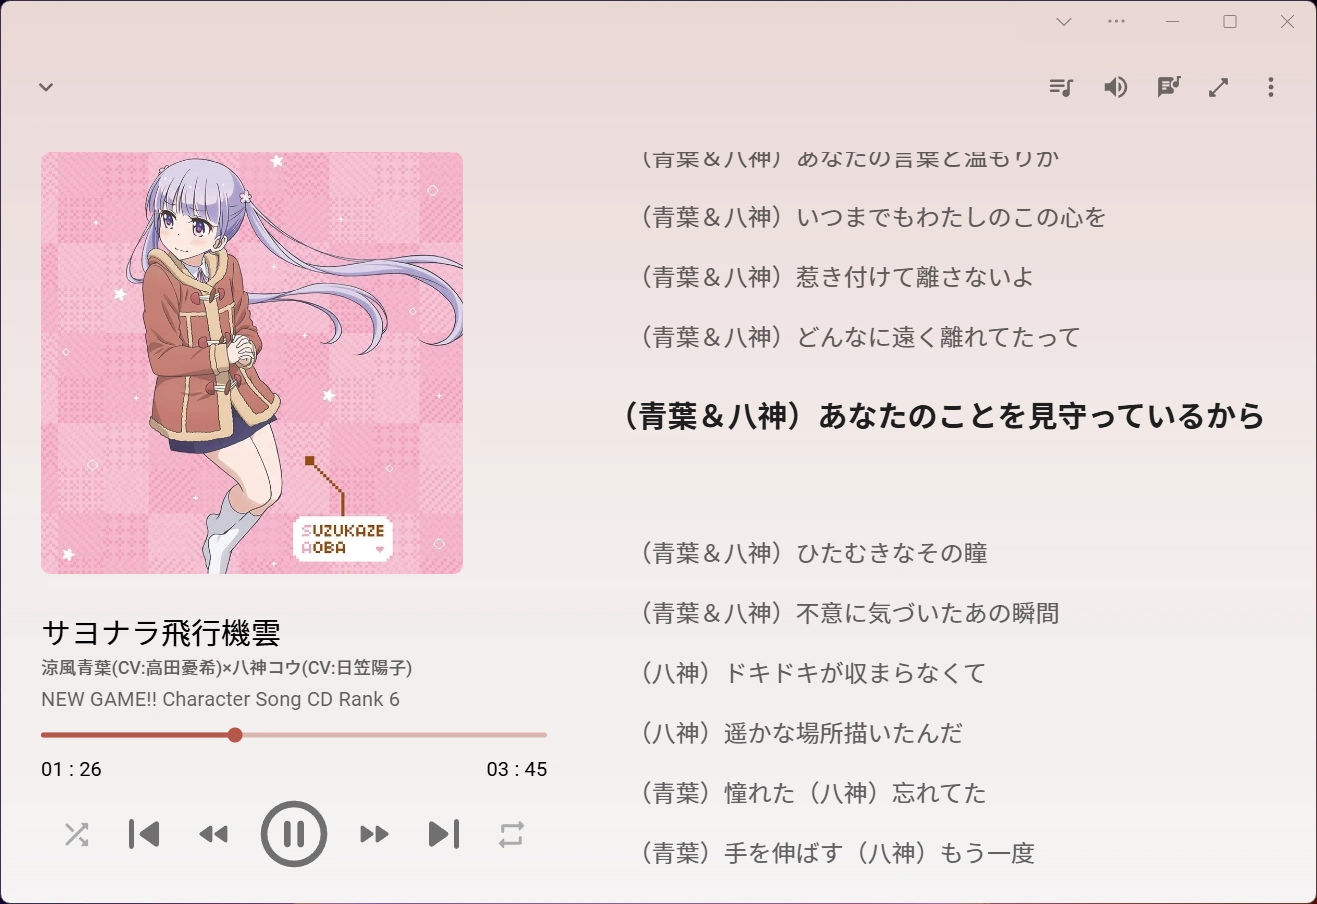 SUZUKAZE
AOBA
サヨナラ飛行機雲
涼風青葉(CV:高田憂希)×八神コウ(CV:日笠陽子)
NEW GAME!! Character Song CD Rank 6
01 : 26
03 : 45
（青葉＆八神）あなたの言葉と温もりが
（青葉＆八神）いつまでもわたしのこの心を
（青葉＆八神）惹き付けて離さないよ
（青葉＆八神）どんなに遠く離れてたって
（青葉＆八神）あなたのことを見守っているから
（青葉＆八神）ひたむきなその瞳
（青葉＆八神）不意に気づいたあの瞬間
（八神）ドキドキが収まらなくて
（八神）遥かな場所描いたんだ
（青葉）憧れた（八神）忘れてた
（青葉）手を伸ばす（八神）もう一度